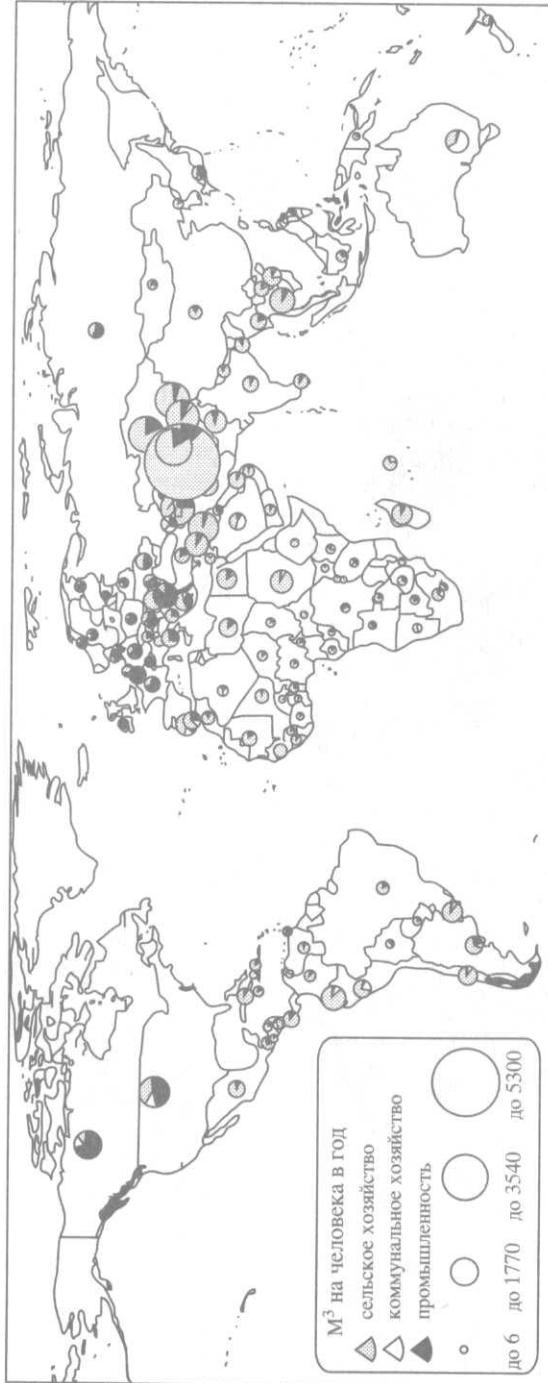 М³ на человека в год
сельское хозяйство
коммунальное хозяйство
промышленность
до 6 до 1770 до 3540 до 5300